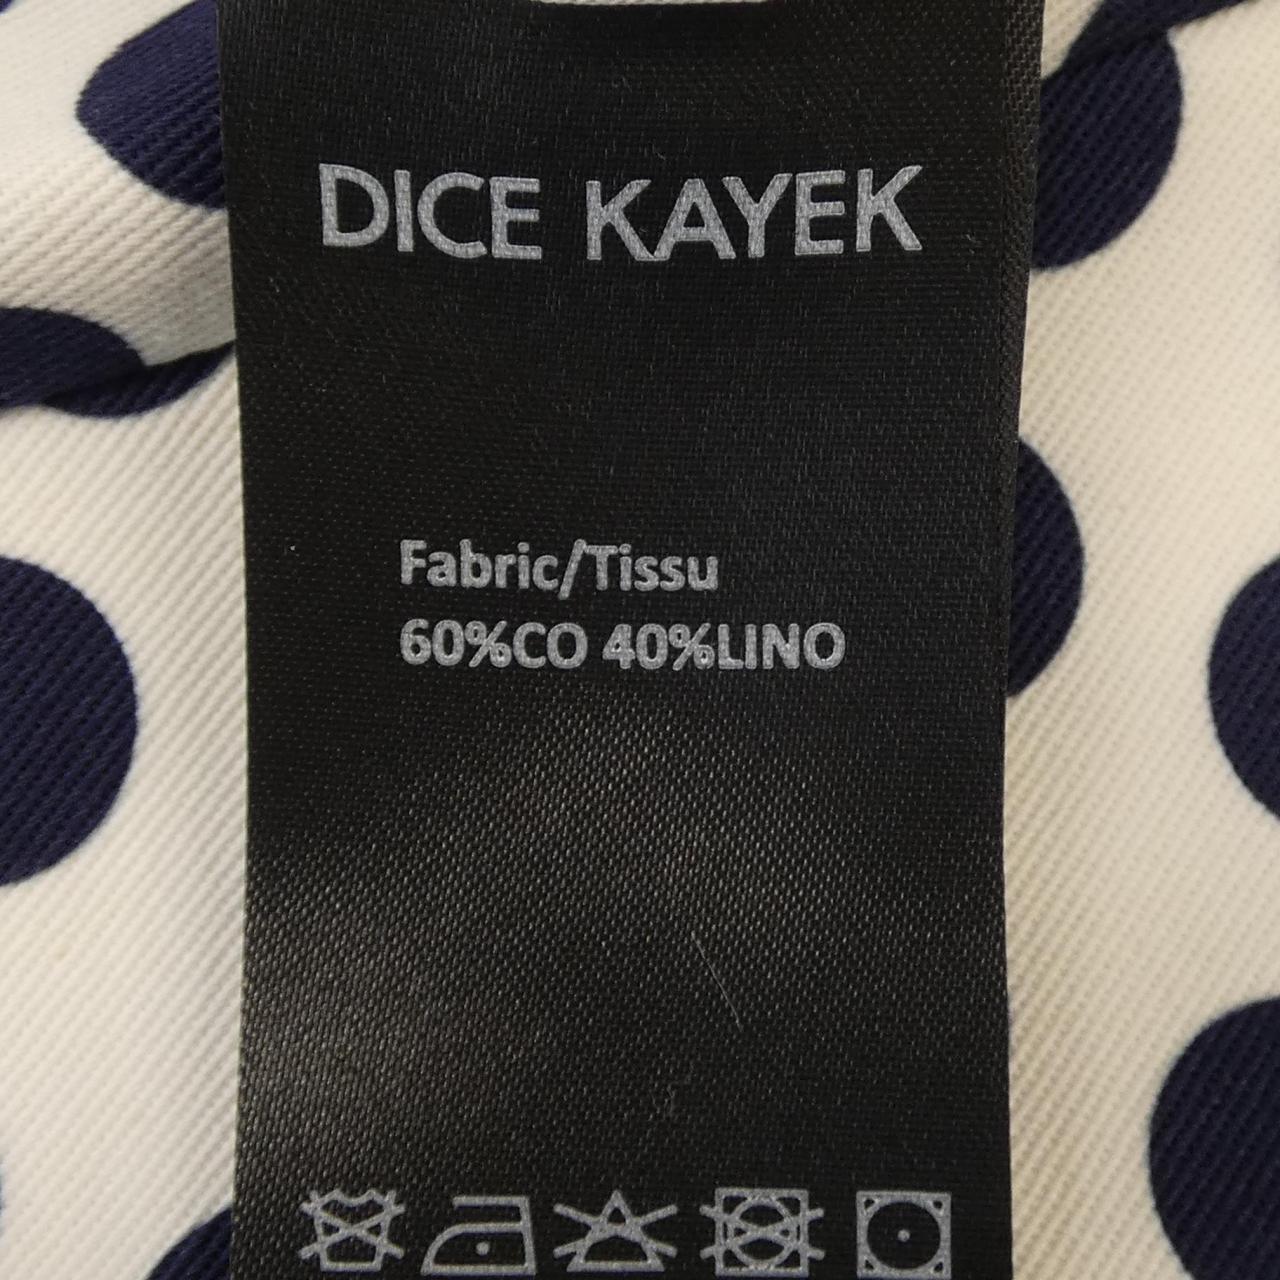 DICE KAYEK
Fabric/Tissu
60%CO 40%LINO